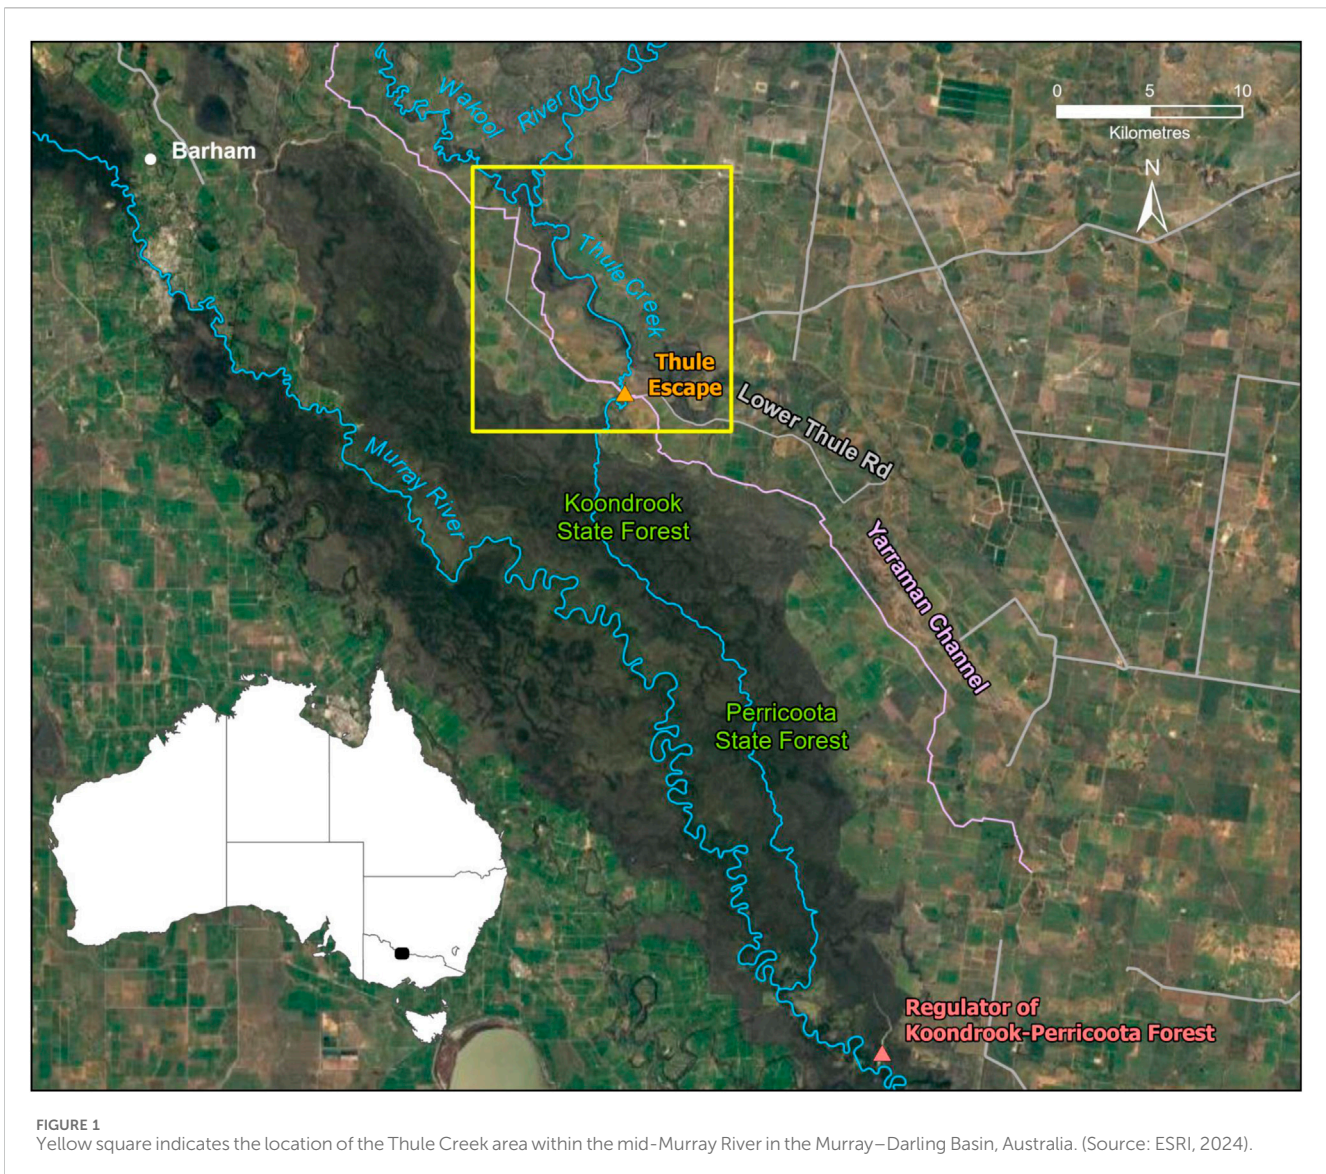 Wakool
River
0 5 10
Kilometres
N
Barham
Thule Creek
Thule
Escape
Lower Thule Rd
Murray River
Koondrook
State Forest
Yarraman Channel
Perricoota
State Forest
Regulator of
Koondrook-Perricoota Forest
FIGURE 1
Yellow square indicates the location of the Thule Creek area within the mid-Murray River in the Murray–Darling Basin, Australia. (Source: ESRI, 2024).